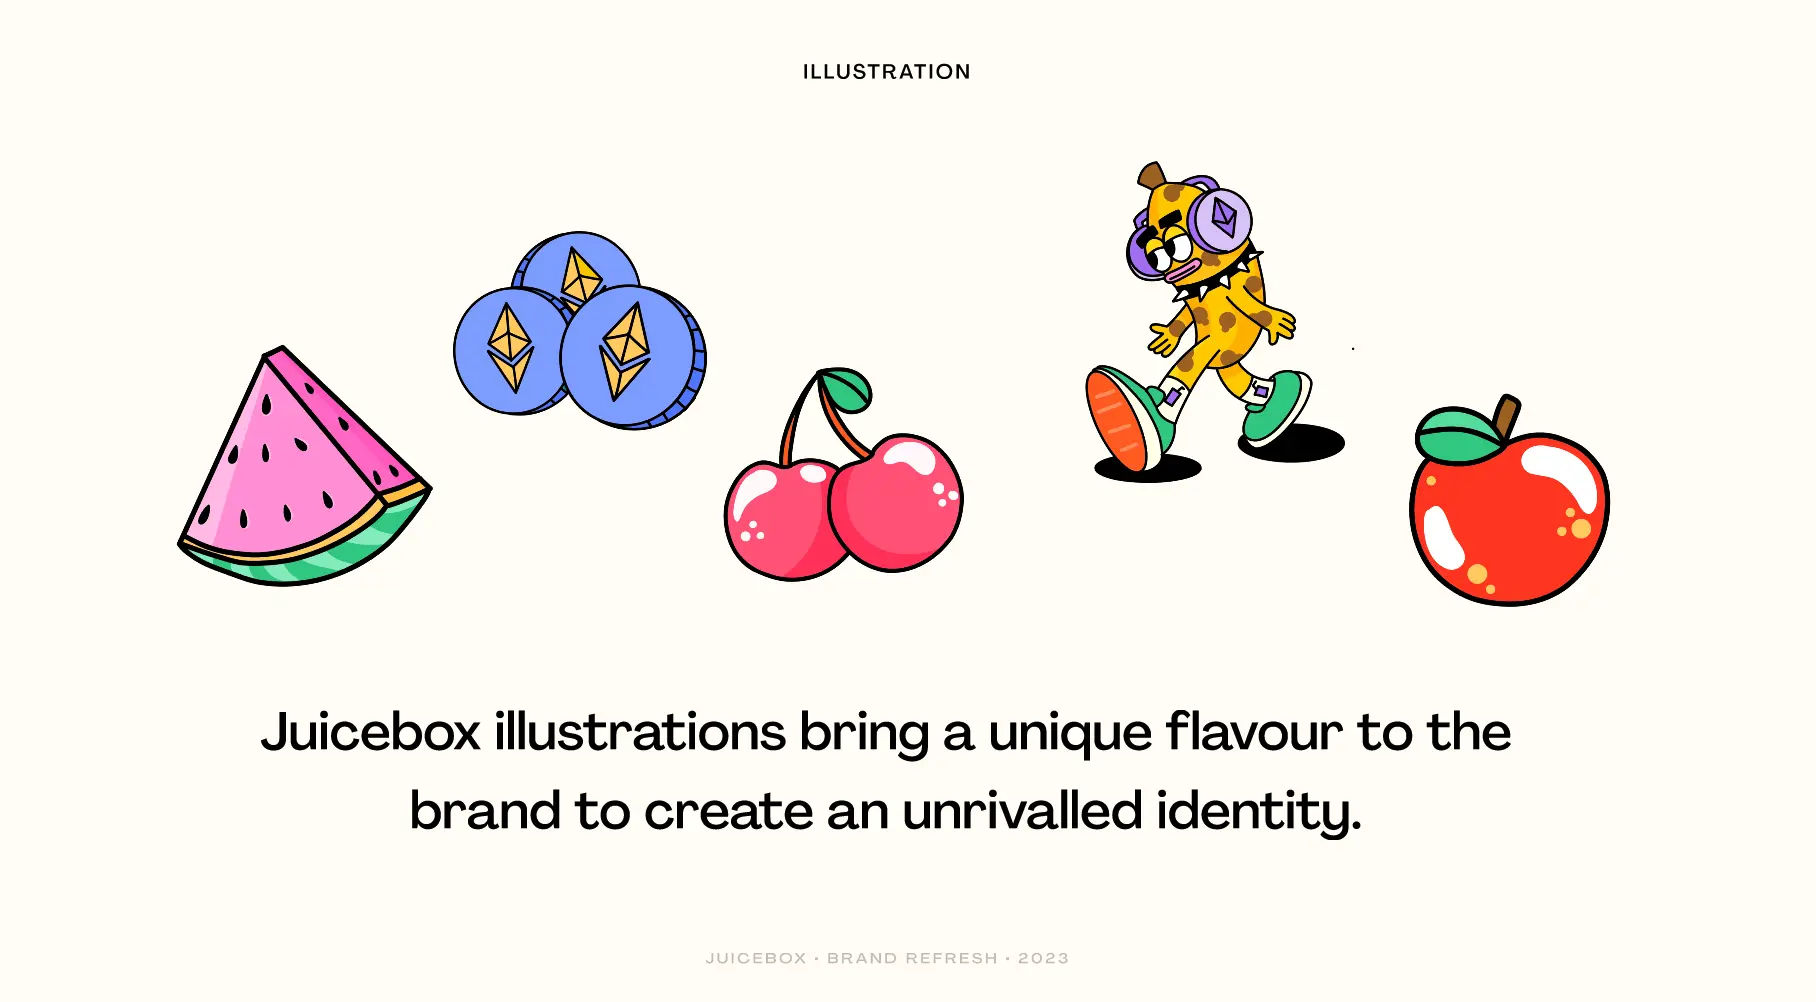 ILLUSTRATION
Juicebox illustrations bring a unique flavour to the
brand to create an unrivalled identity.
JUICEBOX • BRAND REFRESH • 2023